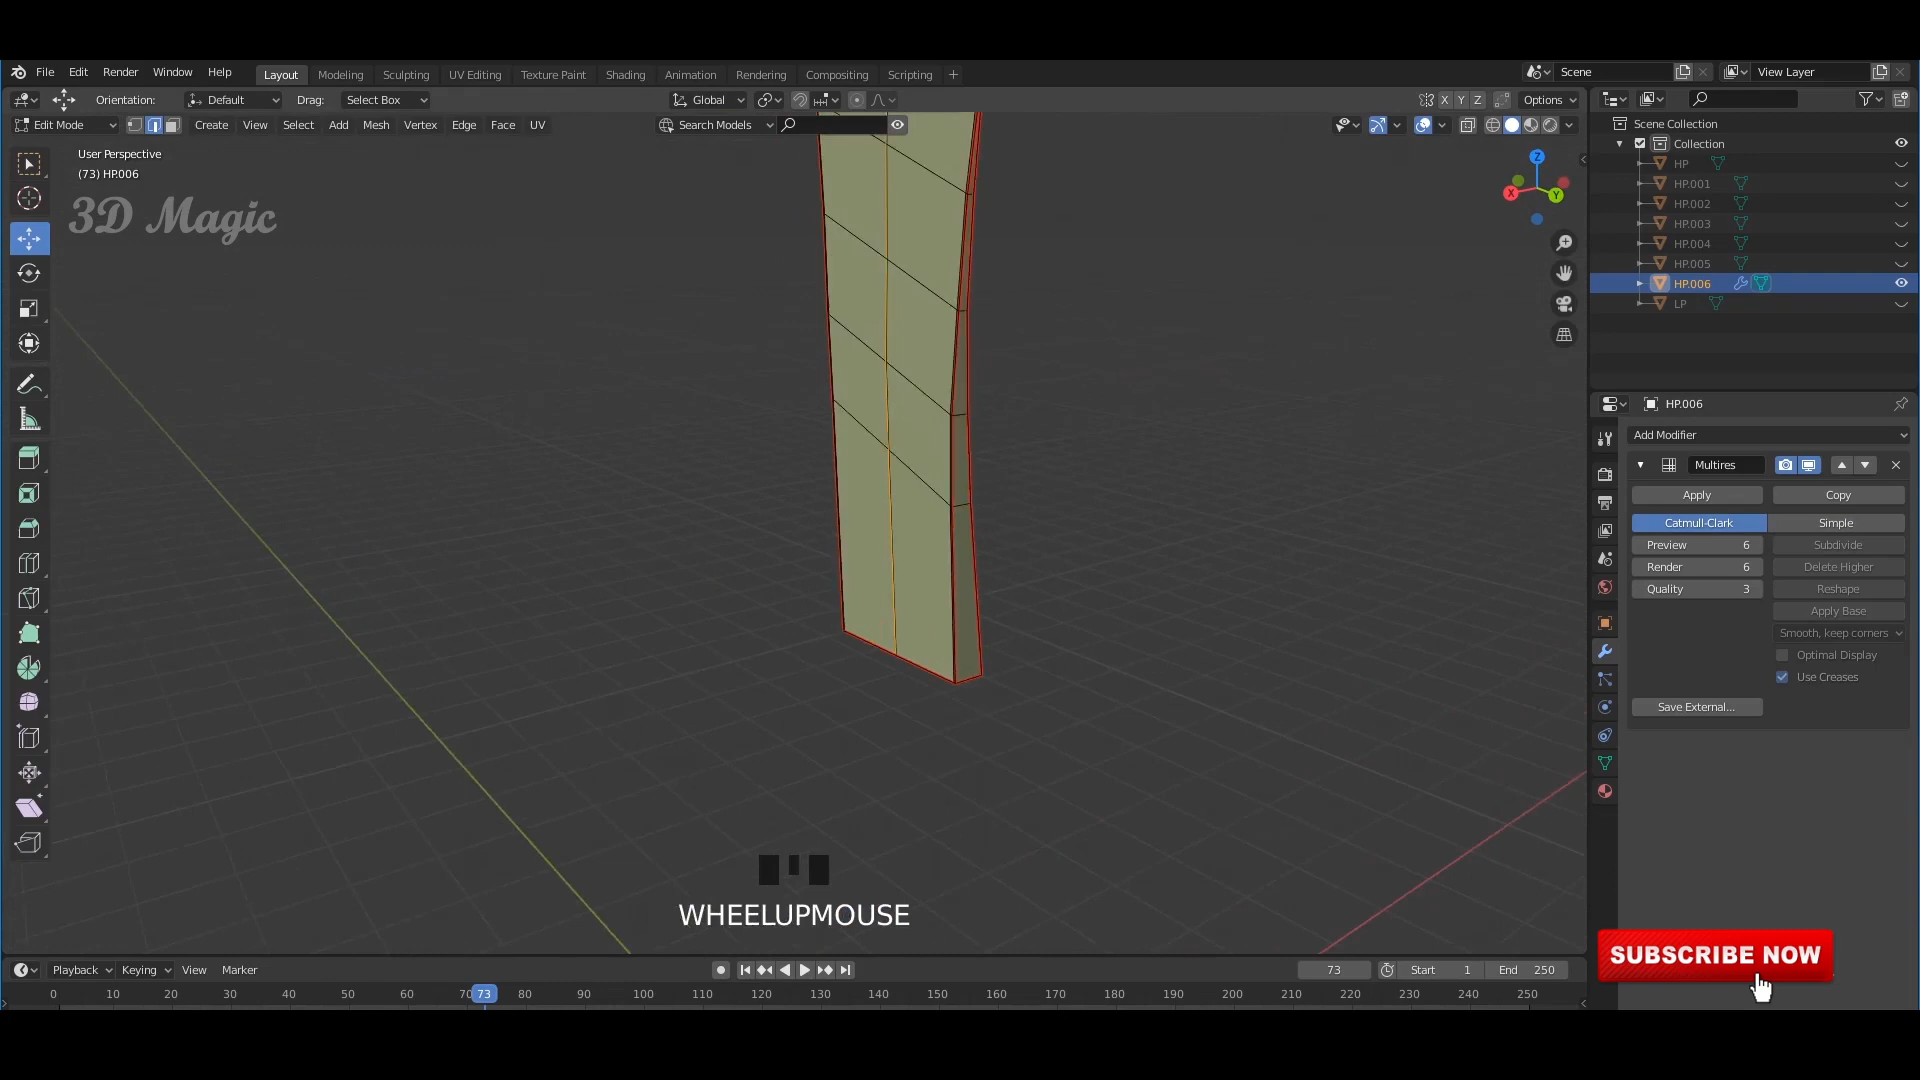 File Edit Render Window Help Layout Modeling Sculpting UV Editing Texture Paint Shading Animation Rendering Compositing Scripting + Scene View Layer
Orientation: Default Drag: Select Box Global X Y Z Options
Edit Mode Create View Select Add Mesh Vertex Edge Face UV Search Models
User Perspective
(73) HP.006
3D Magic
Z
X
Y
Scene Collection
Collection
HP
HP.001
HP.002
HP.003
HP.004
HP.005
HP.006
LP
HP.006
Add Modifier
Multires
Apply Copy
Catmull-Clark Simple
Preview 6 Subdivide
Render 6 Delete Higher
Quality 3 Reshape
Apply Base
Smooth, keep corners
Optimal Display
Use Creases
Save External...
WHEELUPMOUSE
SUBSCRIBE NOW
Playback Keying View Marker 73 Start 1 End 250
0 10 20 30 40 50 60 70 73 80 90 100 110 120 130 140 150 160 170 180 190 200 210 220 230 240 250